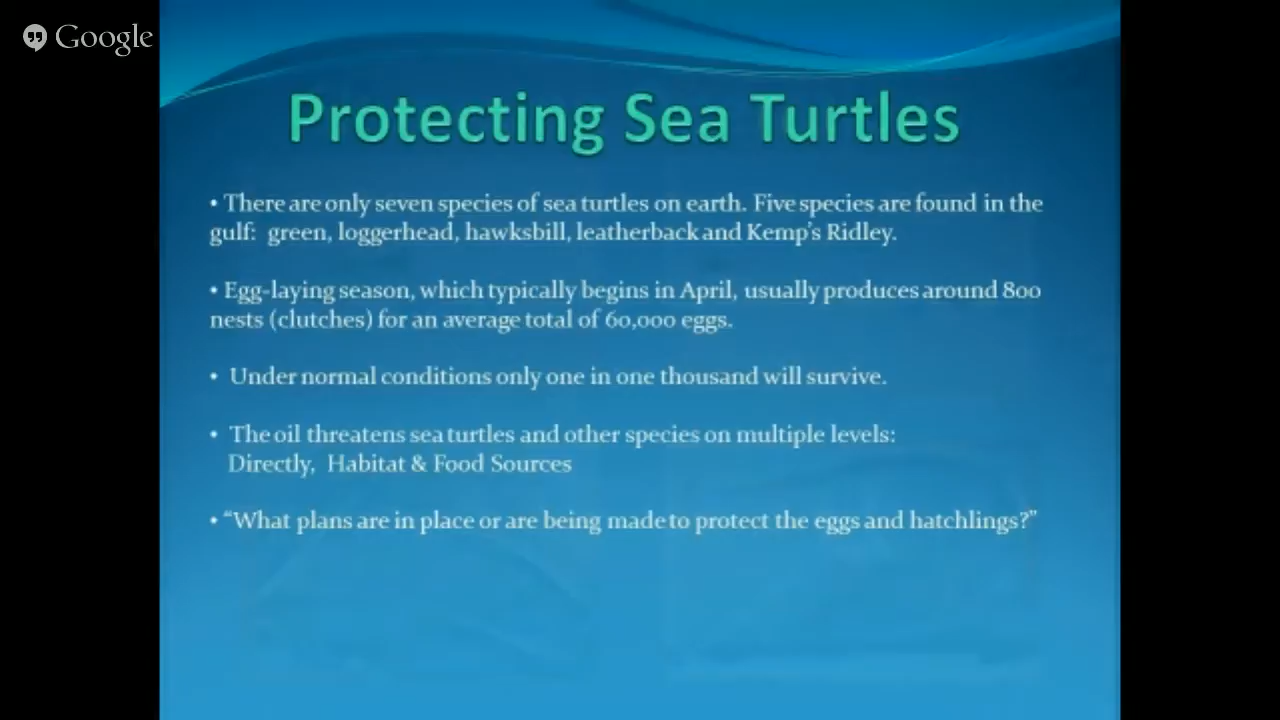 Google
Protecting Sea Turtles
• There are only seven species of sea turtles on earth. Five species are found in the
gulf: green, loggerhead, hawksbill, leatherback and Kemp's Ridley.
• Egg-laying season, which typically begins in April, usually produces around 800
nests (clutches) for an average total of 60,000 eggs.
• Under normal conditions only one in one thousand will survive.
• The oil threatens sea turtles and other species on multiple levels:
Directly, Habitat & Food Sources
• “What plans are in place or are being made to protect the eggs and hatchlings?”